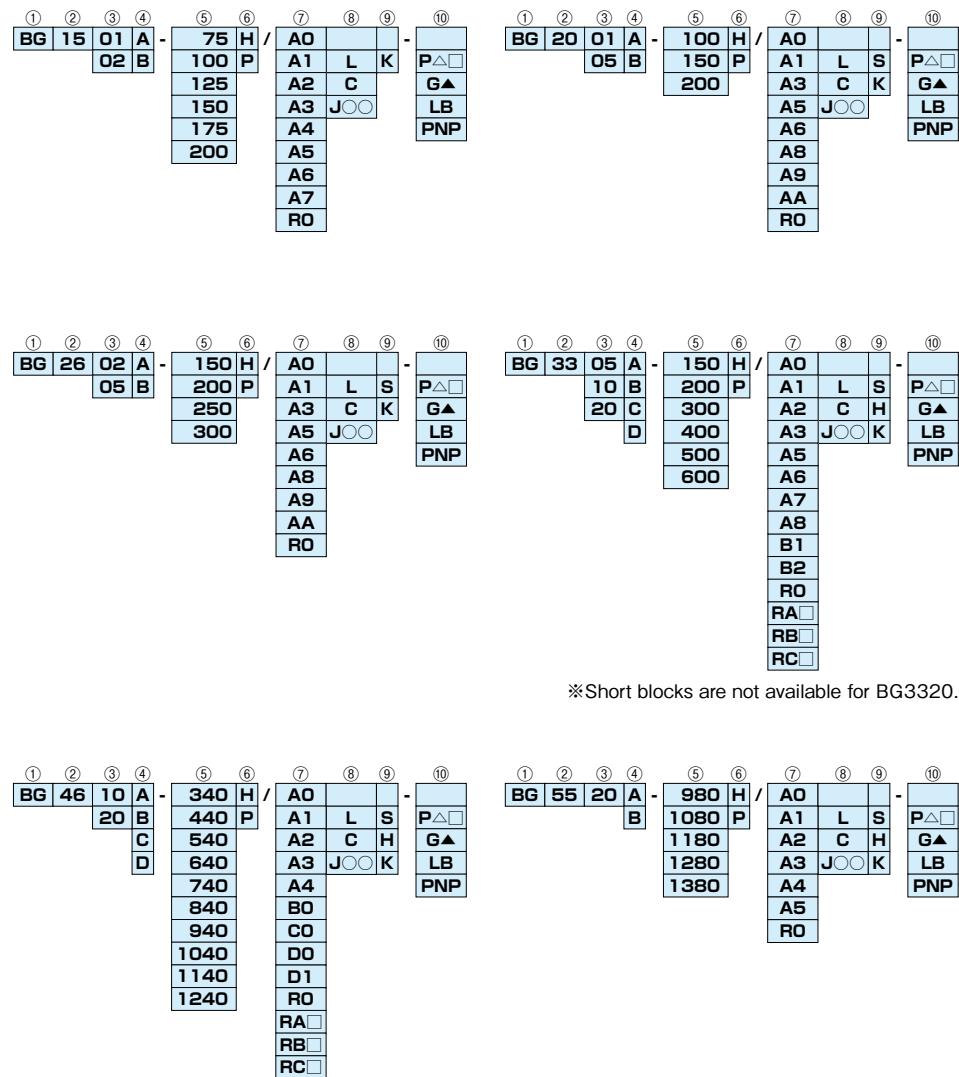 ① ② ③ ④ ⑤ ⑥ ⑦ ⑧ ⑨ ⑩
BG 15 01 A - 75 H / A0 -
02 B 100 P A1 L K P△□
125 A2 C G▲
150 A3 J○○ LB
175 A4 PNP
200 A5
A6
A7
R0
① ② ③ ④ ⑤ ⑥ ⑦ ⑧ ⑨ ⑩
BG 20 01 A - 100 H / A0 -
05 B 150 P A1 L S P△□
200 A3 C K G▲
A5 J○○ LB
A6 PNP
A8
A9
AA
R0
① ② ③ ④ ⑤ ⑥ ⑦ ⑧ ⑨ ⑩
BG 26 02 A - 150 H / A0 -
05 B 200 P A1 L S P△□
250 A3 C K G▲
300 A5 J○○ LB
A6 PNP
A8
A9
AA
R0
① ② ③ ④ ⑤ ⑥ ⑦ ⑧ ⑨ ⑩
BG 33 05 A - 150 H / A0 -
10 B 200 P A1 L S P△□
20 C 300 A2 C H G▲
D 400 A3 J○○ K LB
500 A5 PNP
600 A6
A7
A8
B1
B2
R0
RA□
RB□
RC□
※Short blocks are not available for BG3320.
① ② ③ ④ ⑤ ⑥ ⑦ ⑧ ⑨ ⑩
BG 46 10 A - 340 H / A0 -
20 B 440 P A1 L S P△□
C 540 A2 C H G▲
D 640 A3 J○○ K LB
740 A4 PNP
840 B0
940 C0
1040 D0
1140 D1
1240 R0
RA□
RB□
RC□
① ② ③ ④ ⑤ ⑥ ⑦ ⑧ ⑨ ⑩
BG 55 20 A - 980 H / A0 -
B 1080 P A1 L S P△□
1180 A2 C H G▲
1280 A3 J○○ K LB
1380 A4 PNP
A5
R0